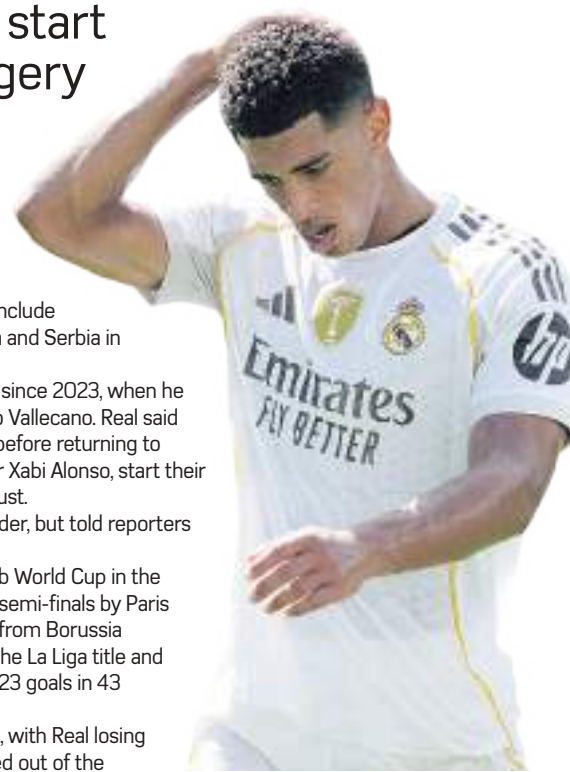 start
gery
nclude
and Serbia in
since 2023, when he
Vallecano. Real said
before returning to
Xabi Alonso, start their
ust.
der, but told reporters
b World Cup in the
semi-finals by Paris
from Borussia
he La Liga title and
23 goals in 43
, with Real losing
ed out of the
Emirates
FLY BETTER
hp